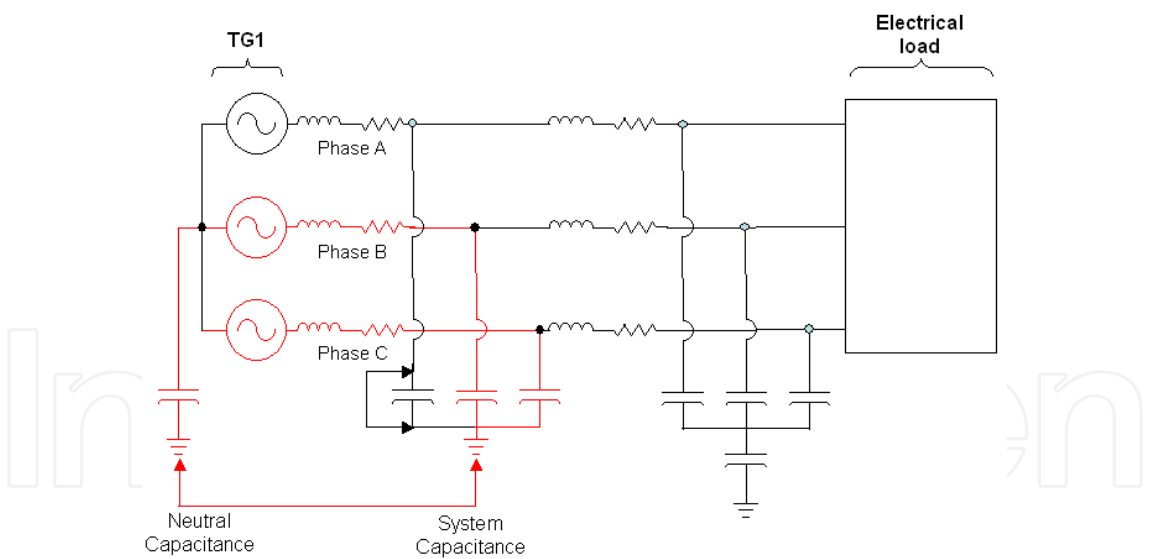 TG1
Electrical
load
Phase A
Phase B
Phase C
Neutral
Capacitance
System
Capacitance